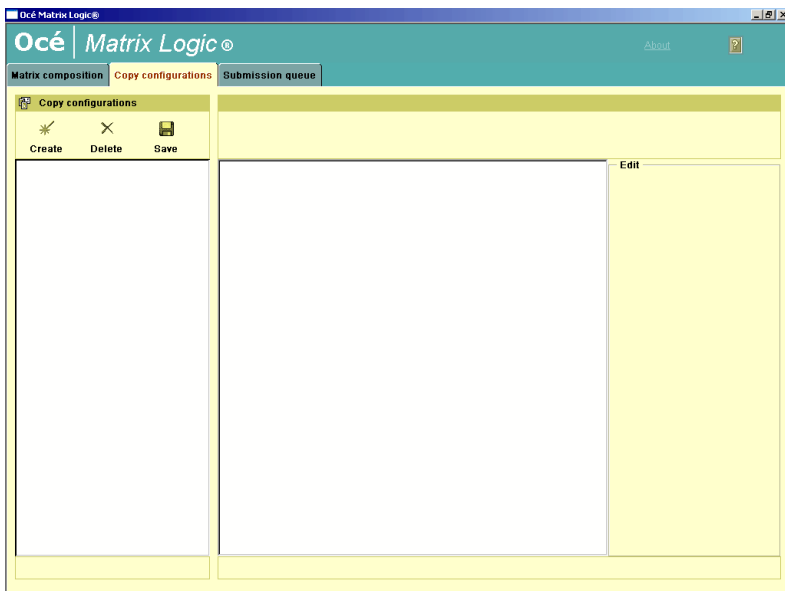 Océ Matrix Logic®
Océ Matrix Logic ®
About
?
Matrix composition Copy configurations Submission queue
Copy configurations
Create Delete Save
Edit